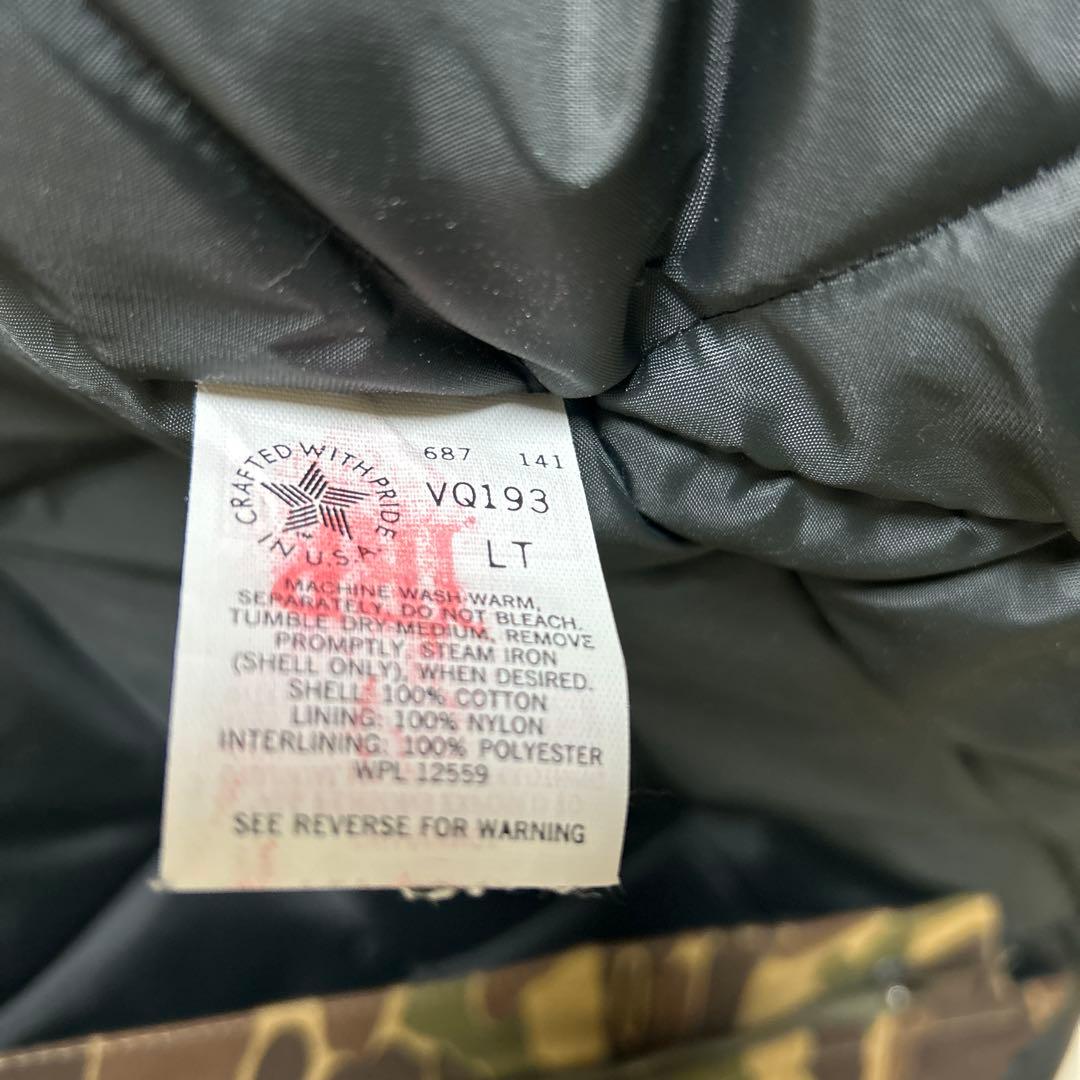 CRAFTED WITH PRIDE
IN U.S.A.
687 141
VQ193
LT
MACHINE WASH-WARM,
SEPARATELY. DO NOT BLEACH.
TUMBLE DRY-MEDIUM, REMOVE
PROMPTLY. STEAM IRON
(SHELL ONLY), WHEN DESIRED.
SHELL: 100% COTTON
LINING: 100% NYLON
INTERLINING: 100% POLYESTER
WPL 12559
SEE REVERSE FOR WARNING